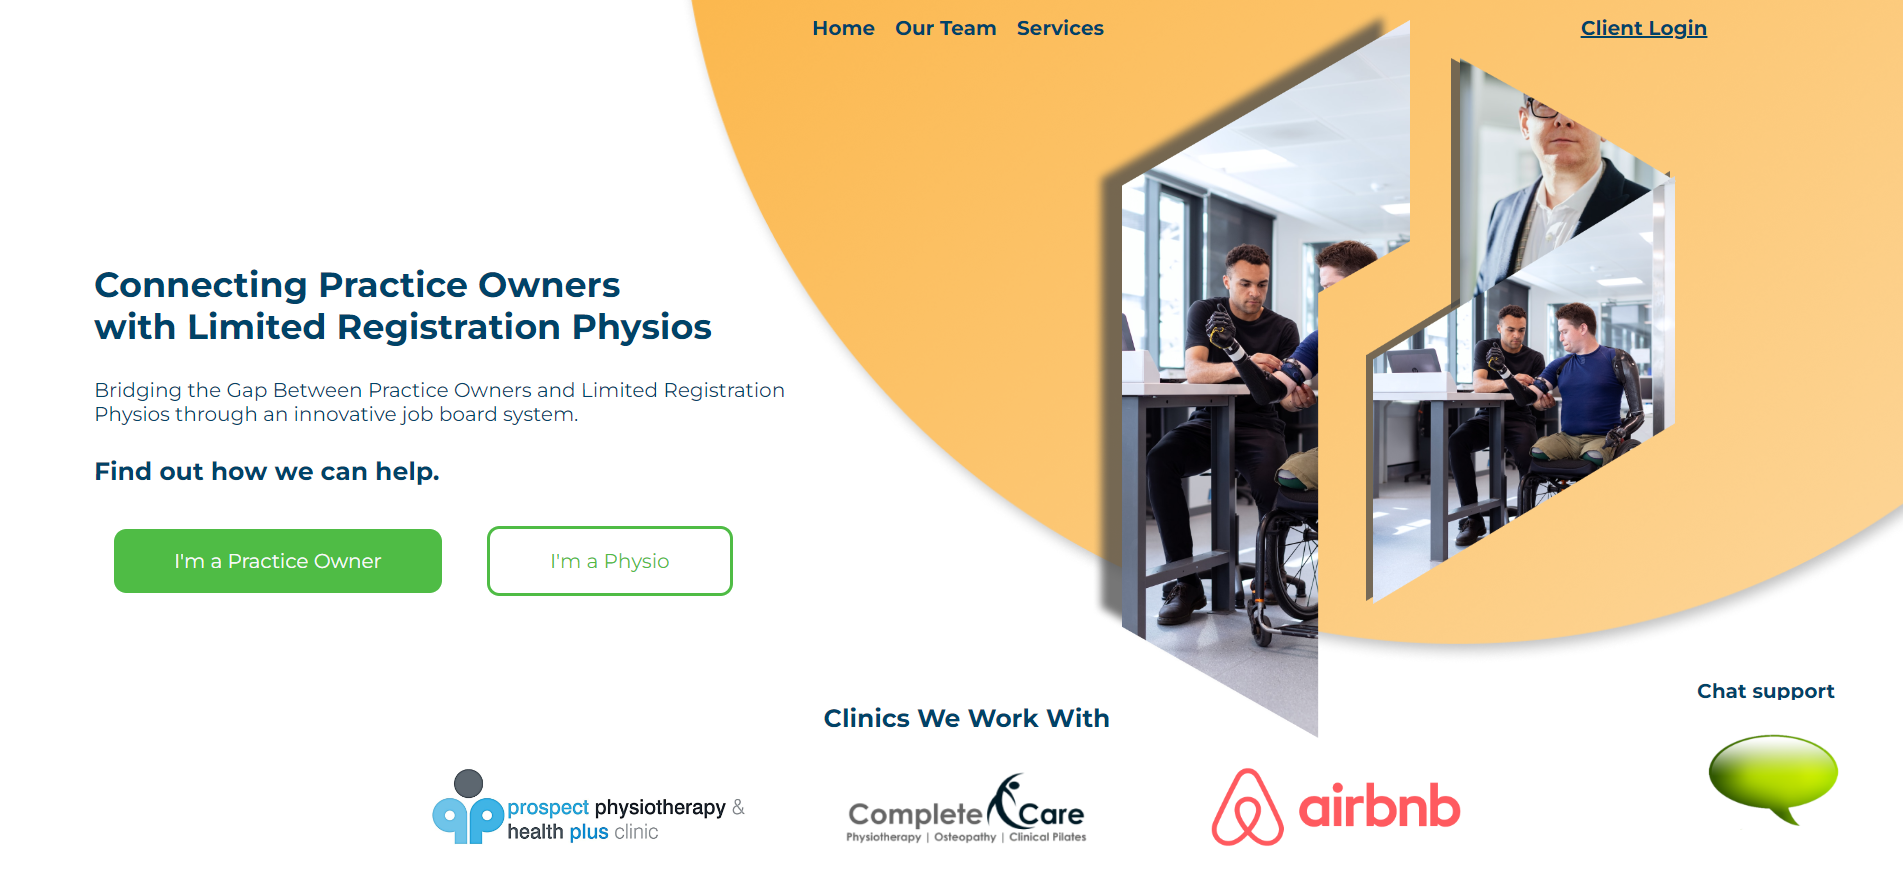 Home Our Team Services Client Login
Connecting Practice Owners
with Limited Registration Physios
Bridging the Gap Between Practice Owners and Limited Registration
Physios through an innovative job board system.
Find out how we can help.
I'm a Practice Owner I'm a Physio
Chat support
Clinics We Work With
prospect physiotherapy &
health plus clinic
Complete Care
Physiotherapy | Osteopathy | Clinical Pilates
airbnb